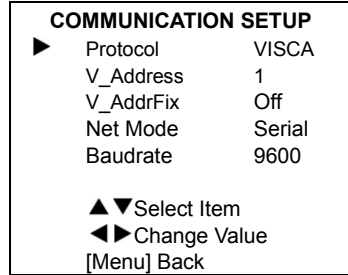 COMMUNICATION SETUP
▶ Protocol VISCA
V_Address 1
V_AddrFix Off
Net Mode Serial
Baudrate 9600
▲▼Select Item
◀▶Change Value
[Menu] Back